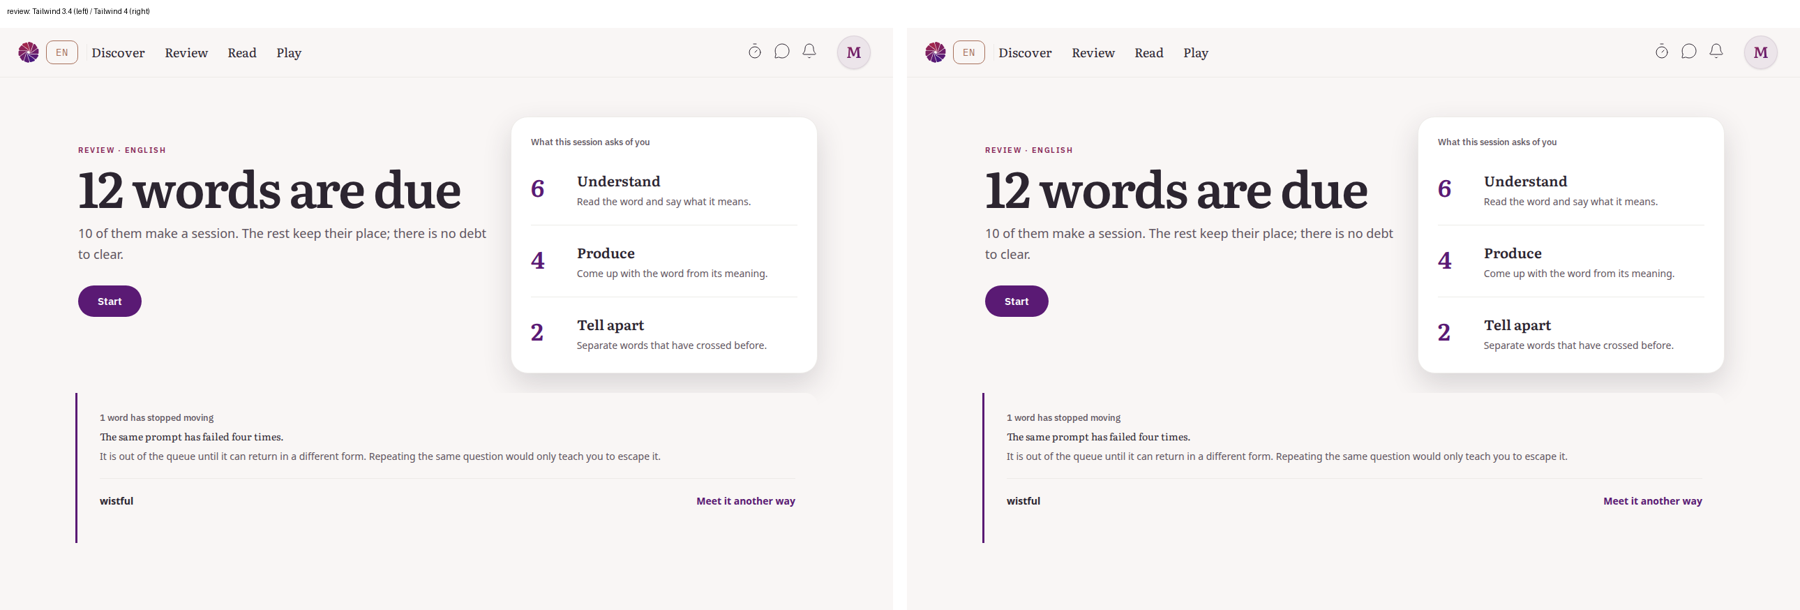 review: Tailwind 3.4 (left) / Tailwind 4 (right)
EN Discover Review Read Play M
REVIEW · ENGLISH
12 words are due
10 of them make a session. The rest keep their place; there is no debt
to clear.
Start
What this session asks of you
6 Understand
Read the word and say what it means.
4 Produce
Come up with the word from its meaning.
2 Tell apart
Separate words that have crossed before.
1 word has stopped moving
The same prompt has failed four times.
It is out of the queue until it can return in a different form. Repeating the same question would only teach you to escape it.
wistful Meet it another way
EN Discover Review Read Play M
REVIEW · ENGLISH
12 words are due
10 of them make a session. The rest keep their place; there is no debt
to clear.
Start
What this session asks of you
6 Understand
Read the word and say what it means.
4 Produce
Come up with the word from its meaning.
2 Tell apart
Separate words that have crossed before.
1 word has stopped moving
The same prompt has failed four times.
It is out of the queue until it can return in a different form. Repeating the same question would only teach you to escape it.
wistful Meet it another way